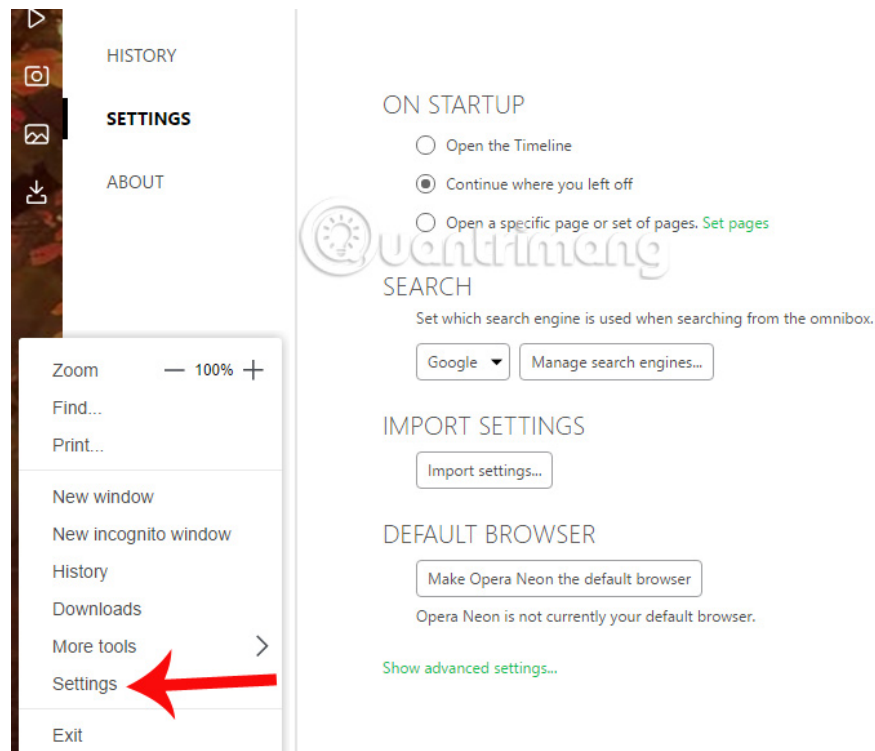 HISTORY
SETTINGS
ABOUT
Zoom — 100% +
Find...
Print...
New window
New incognito window
History
Downloads
More tools
Settings
Exit
ON STARTUP
Open the Timeline
Continue where you left off
Open a specific page or set of pages. Set pages
Quantrimang
SEARCH
Set which search engine is used when searching from the omnibox.
Google Manage search engines...
IMPORT SETTINGS
Import settings...
DEFAULT BROWSER
Make Opera Neon the default browser
Opera Neon is not currently your default browser.
Show advanced settings...